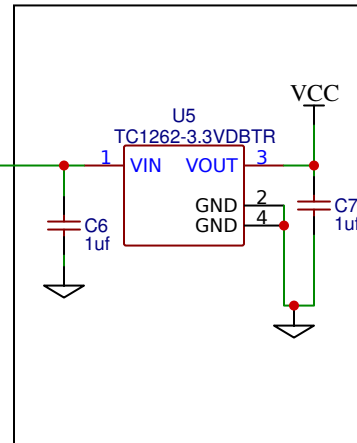 VCC
U5
TC1262-3.3VDBTR
1 VIN VOUT 3
GND 2
GND 4
C6
1uf
C7
1uf